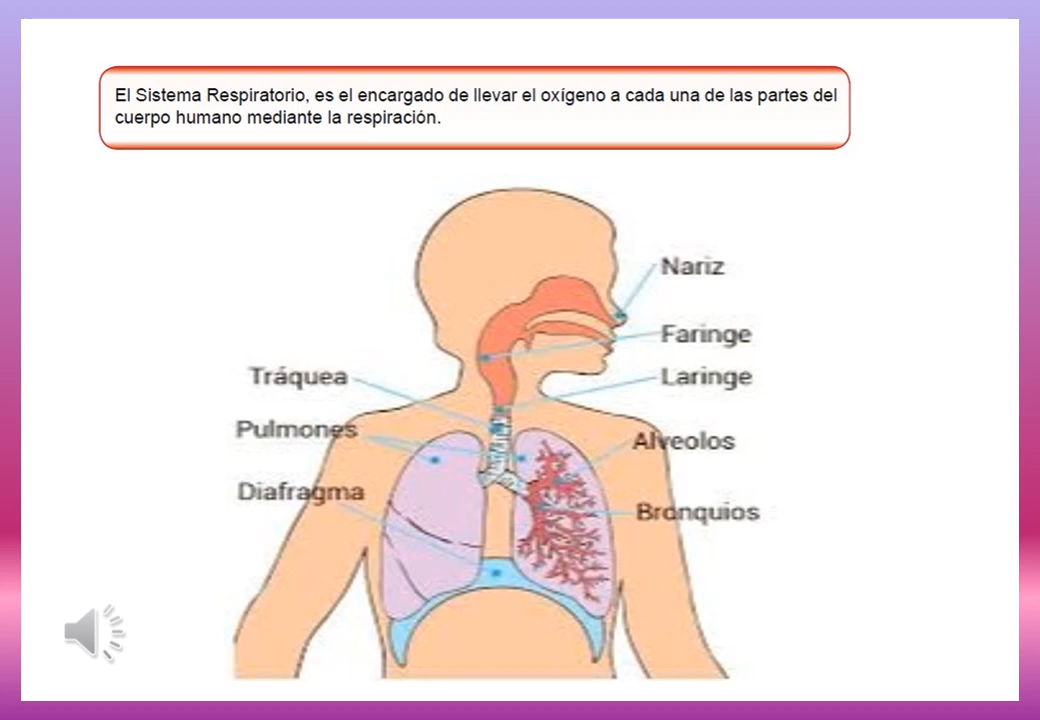 El Sistema Respiratorio, es el encargado de llevar el oxígeno a cada una de las partes del
cuerpo humano mediante la respiración.
Nariz
Faringe
Tráquea
Laringe
Pulmones
Alveolos
Diafragma
Bronquios